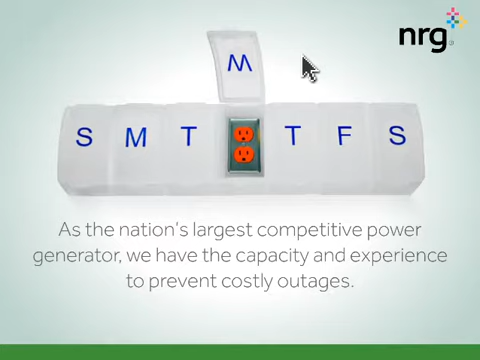 nrg
W
S M T T F S
As the nation's largest competitive power
generator, we have the capacity and experience
to prevent costly outages.